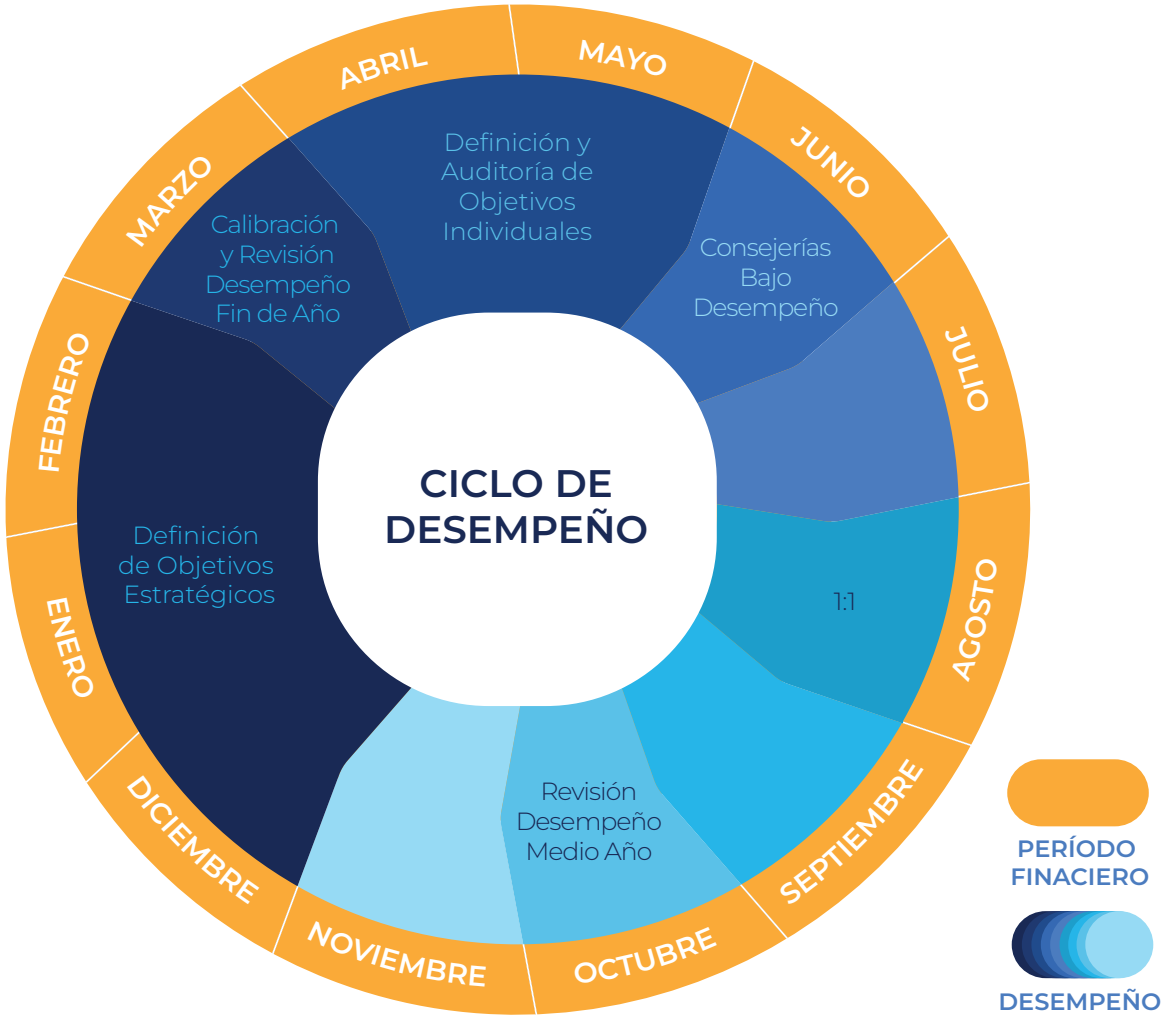 CICLO DE
DESEMPEÑO
ENERO
FEBRERO
MARZO
ABRIL
MAYO
JUNIO
JULIO
AGOSTO
SEPTIEMBRE
OCTUBRE
NOVIEMBRE
DICIEMBRE
Definición
de Objetivos
Estratégicos
Calibración
y Revisión
Desempeño
Fin de Año
Definición y
Auditoría de
Objetivos
Individuales
Consejerías
Bajo
Desempeño
1:1
Revisión
Desempeño
Medio Año
PERÍODO
FINACIERO
DESEMPEÑO